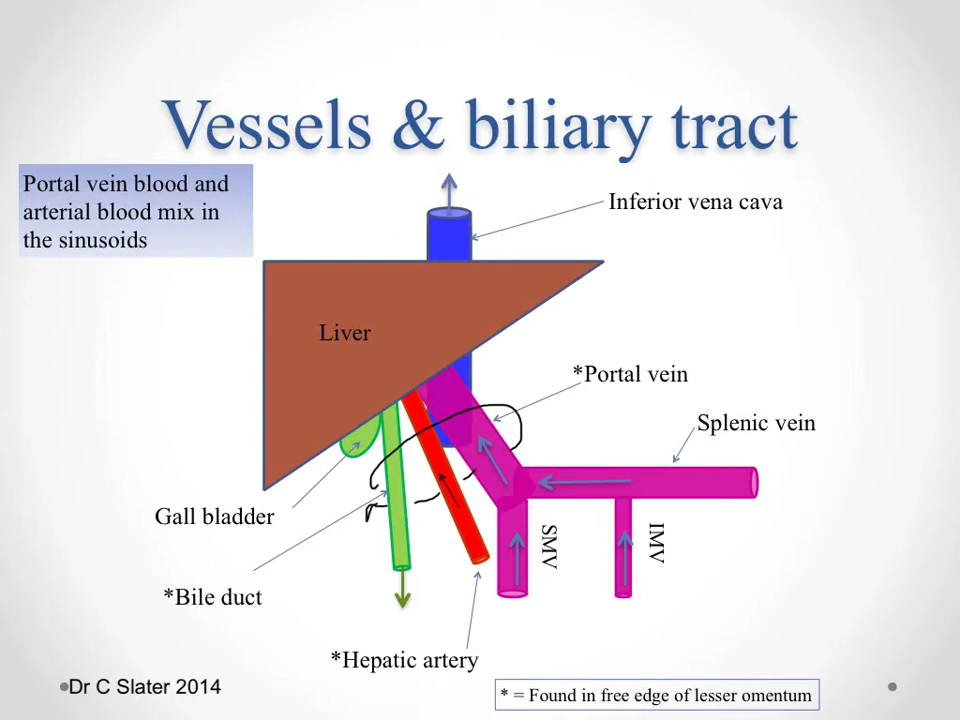 Vessels & biliary tract
Portal vein blood and
arterial blood mix in
the sinusoids
Inferior vena cava
Liver
*Portal vein
Splenic vein
Gall bladder
SMV
IMV
*Bile duct
*Hepatic artery
Dr C Slater 2014
* = Found in free edge of lesser omentum